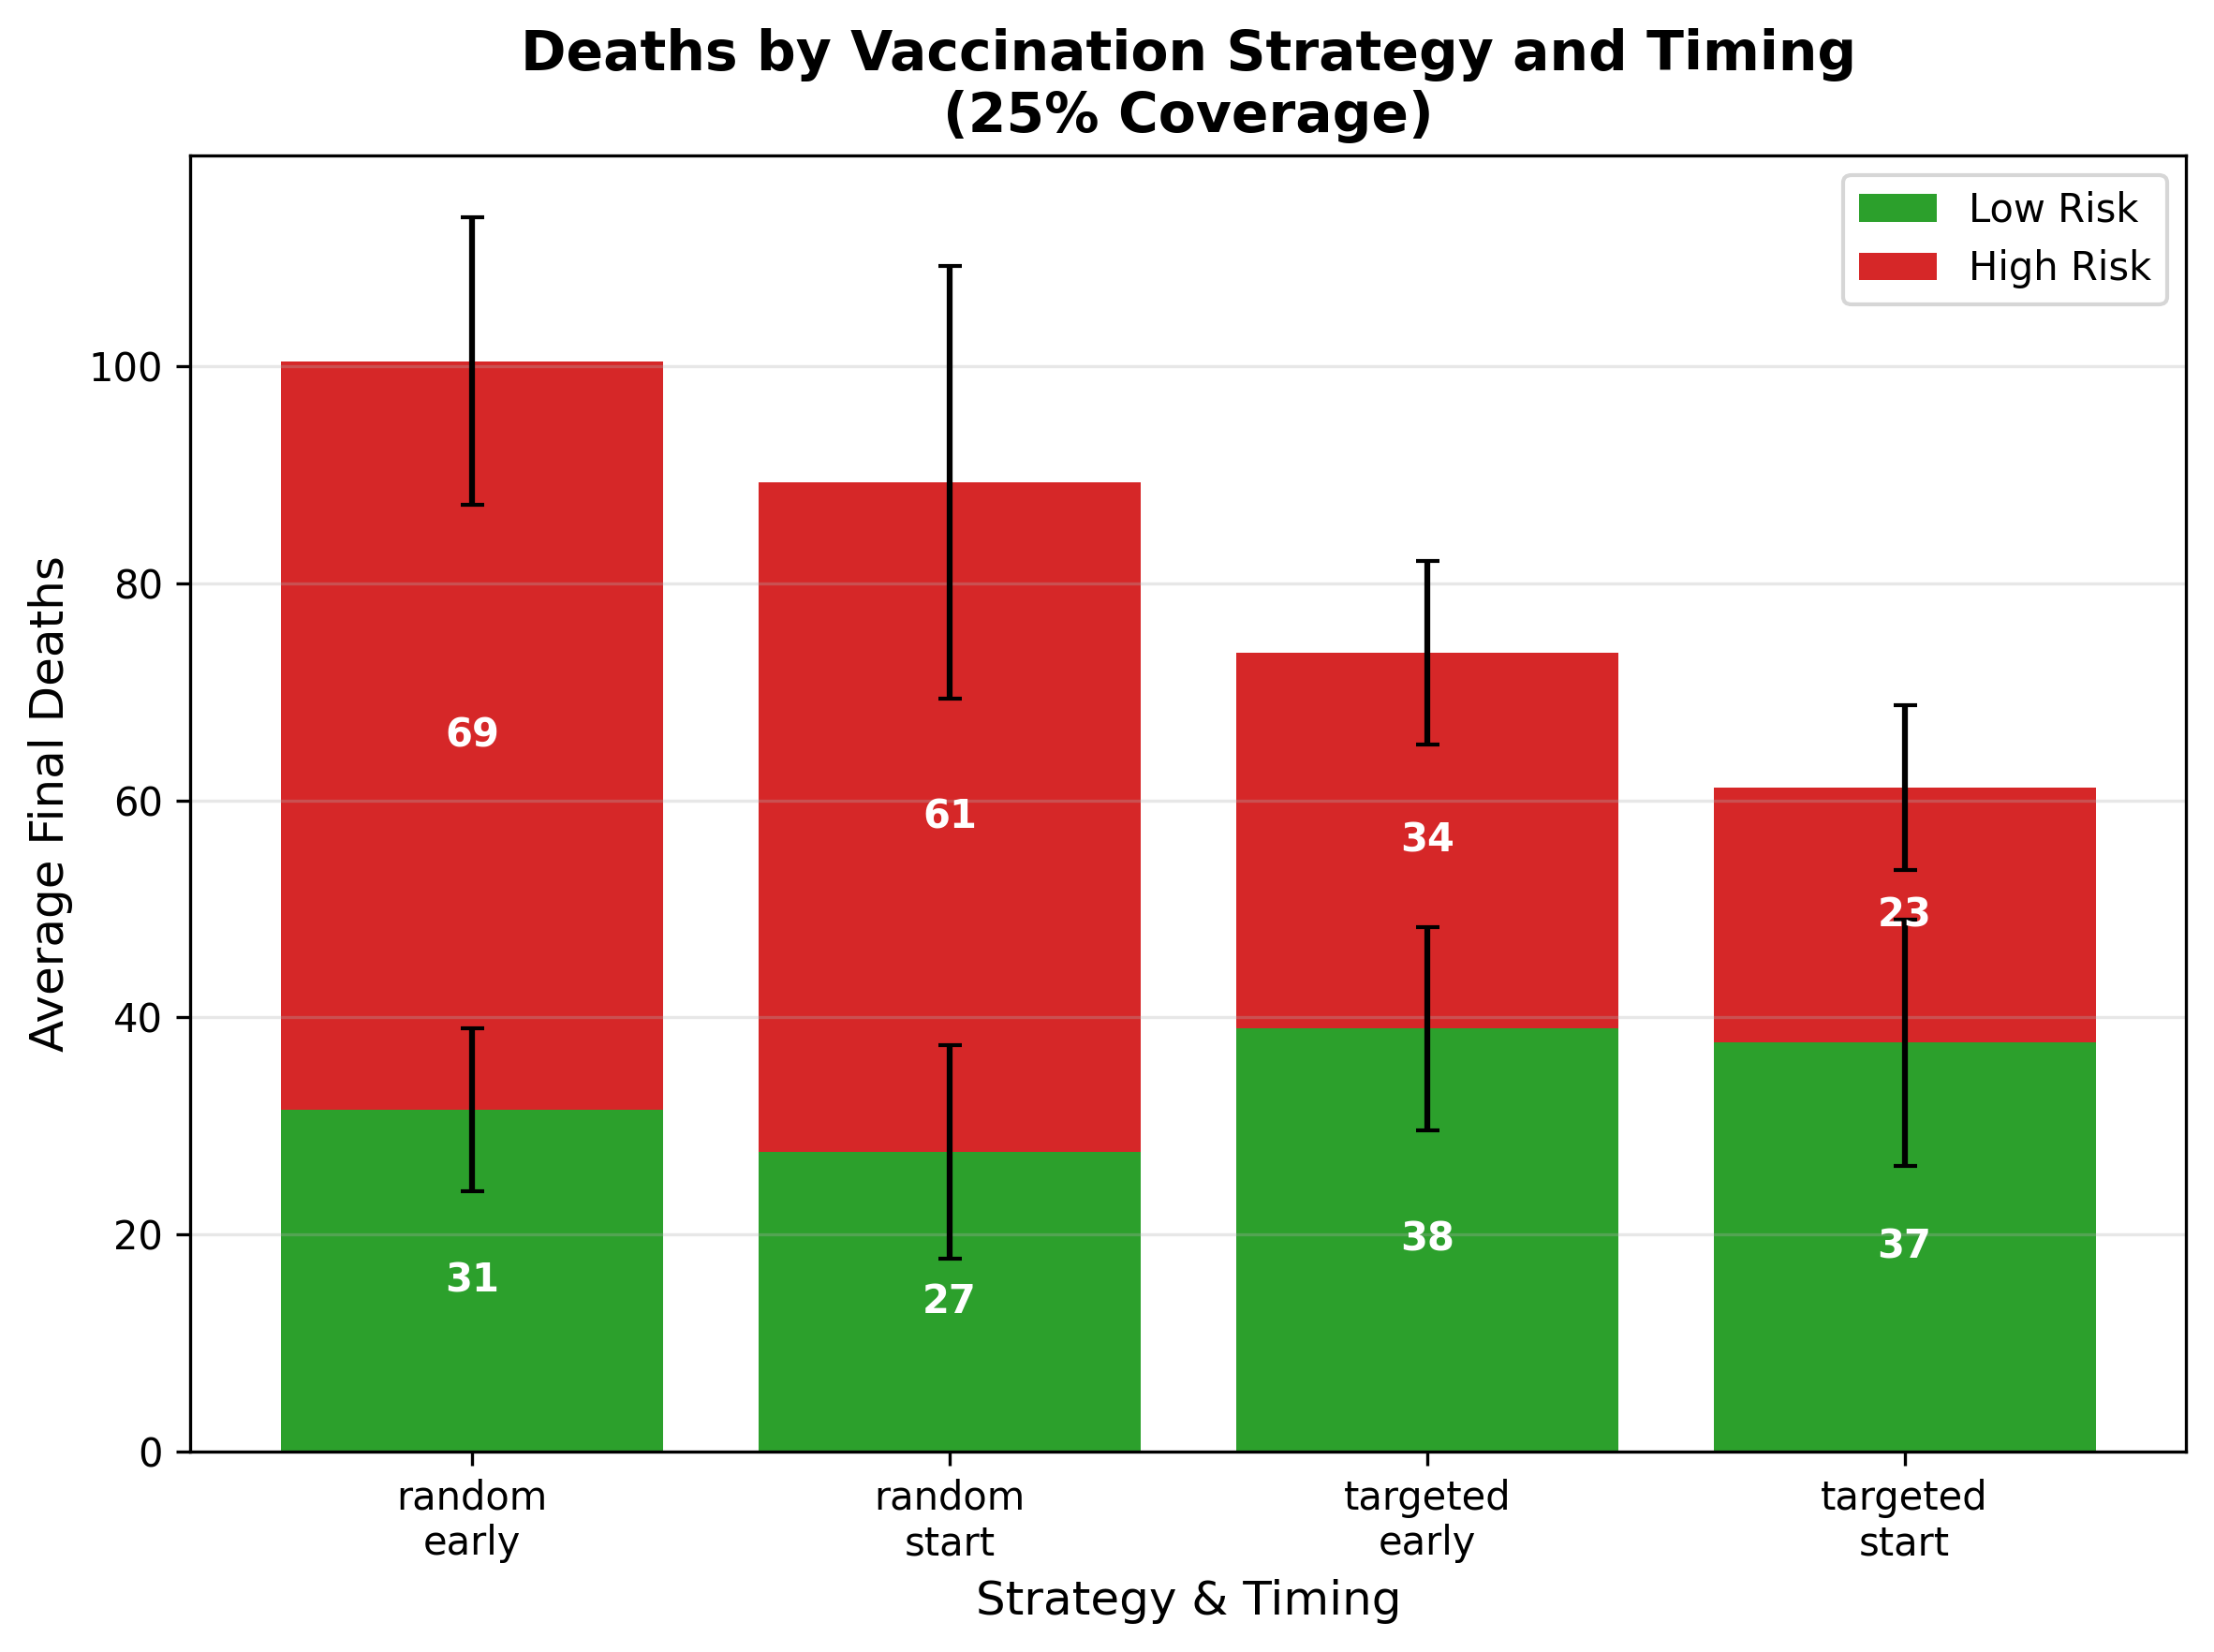 Deaths by Vaccination Strategy and Timing
(25% Coverage)
Low Risk
High Risk
Average Final Deaths
100
80
60
40
20
0
69
61
34
23
31
27
38
37
random
early
random
start
targeted
early
targeted
start
Strategy & Timing